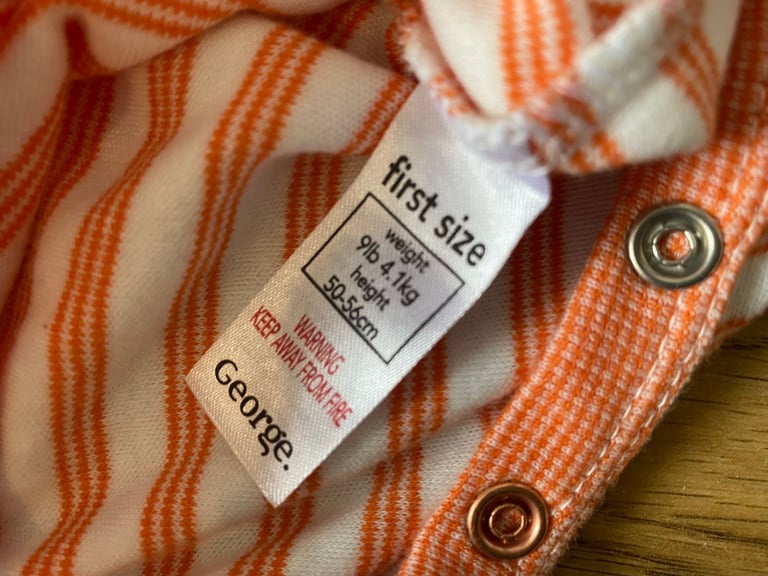 first size
weight
9lb 4.1kg
height
50-56cm
WARNING
KEEP AWAY FROM FIRE
George.